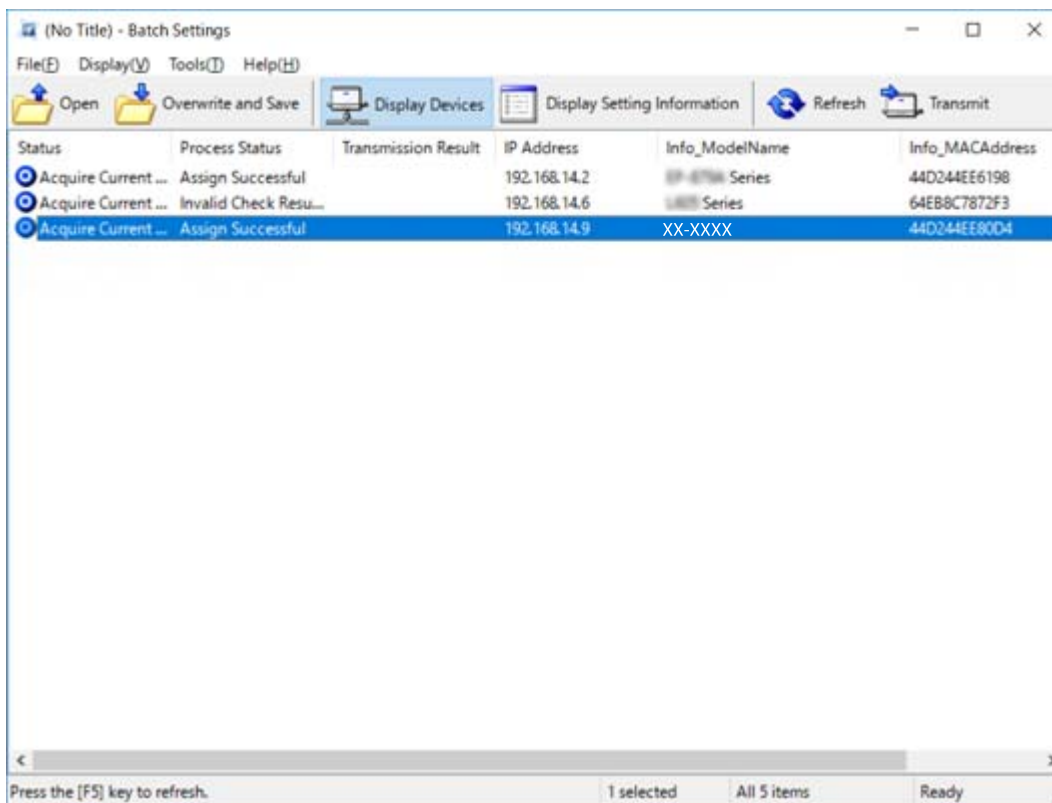 (No Title) - Batch Settings
File(F) Display(V) Tools(T) Help(H)
Open Overwrite and Save Display Devices Display Setting Information Refresh Transmit
Status Process Status Transmission Result IP Address Info_ModelName Info_MACAddress
Acquire Current ... Assign Successful 192.168.14.2 Series 44D244EE6198
Acquire Current ... Invalid Check Resu... 192.168.14.6 Series 64EB8C7872F3
Acquire Current ... Assign Successful 192.168.14.9 XX-XXXX 44D244EE80D4
Press the [F5] key to refresh. 1 selected All 5 items Ready